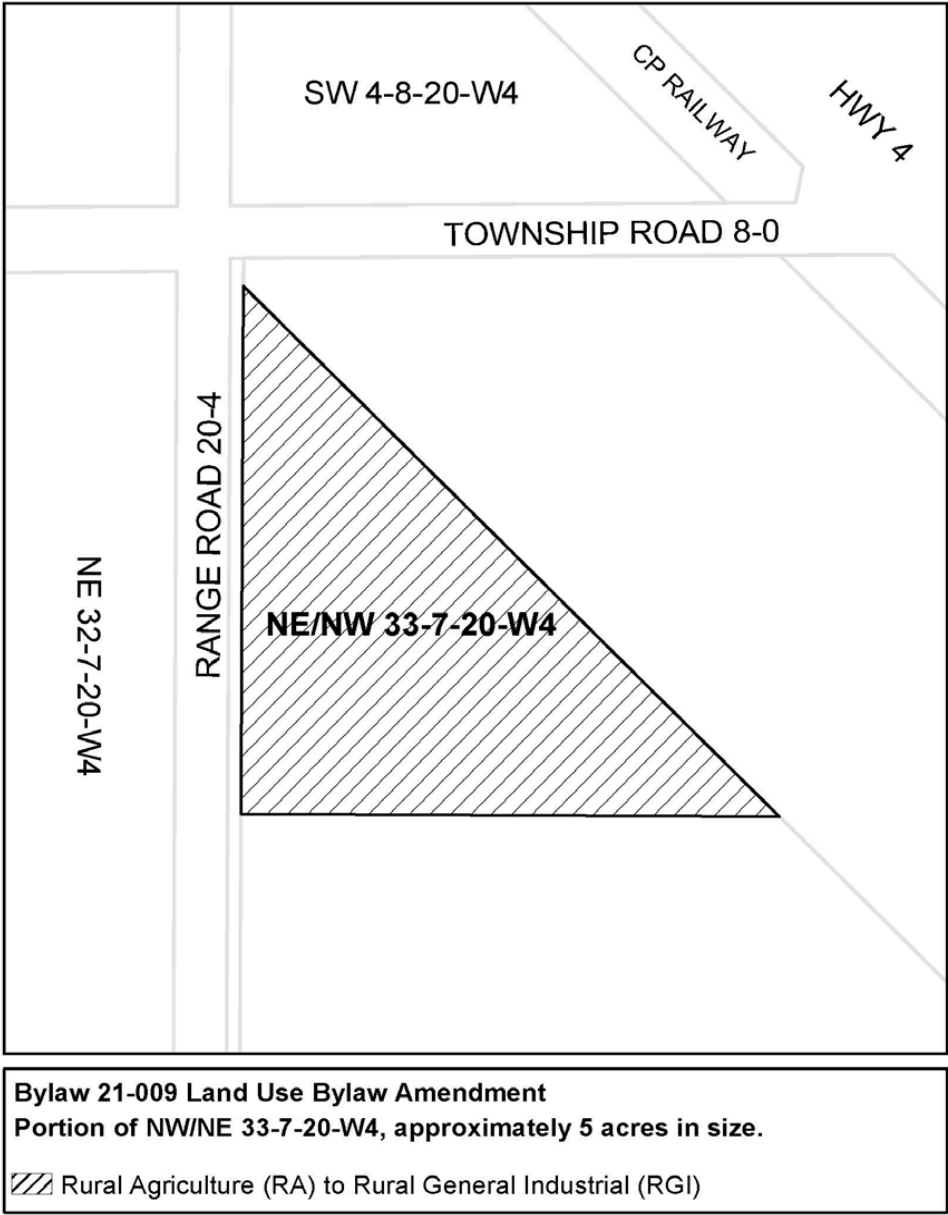 SW 4-8-20-W4
CP RAILWAY
HWY 4
TOWNSHIP ROAD 8-0
RANGE ROAD 20-4
NE 32-7-20-W4
NE/NW 33-7-20-W4
Bylaw 21-009 Land Use Bylaw Amendment
Portion of NW/NE 33-7-20-W4, approximately 5 acres in size.
Rural Agriculture (RA) to Rural General Industrial (RGI)